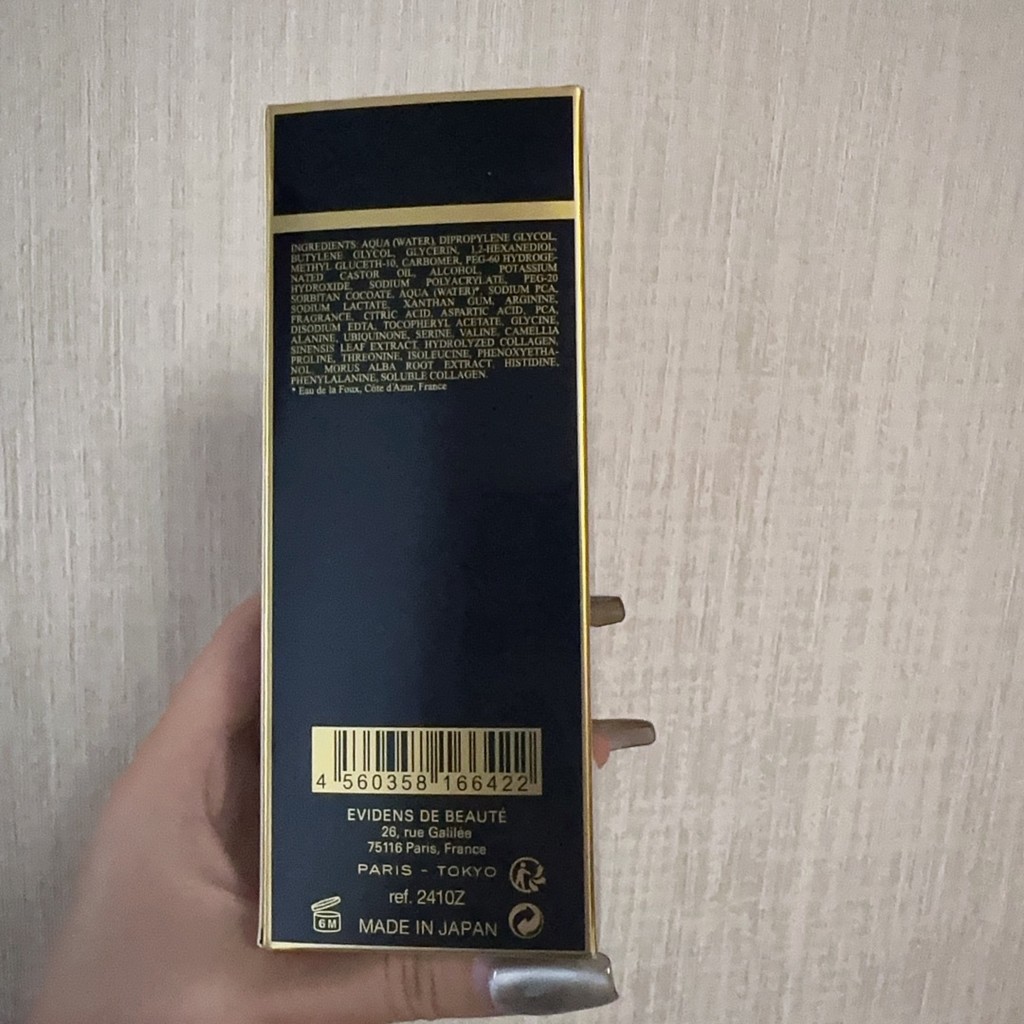 INGREDIENTS: AQUA (WATER), DIPROPYLENE GLYCOL,
BUTYLENE GLYCOL, GLYCERIN, 1,2-HEXANEDIOL,
METHYL GLUCETH-10, CARBOMER, PEG-60 HYDROGE-
NATED CASTOR OIL, ALCOHOL, POTASSIUM
HYDROXIDE, SODIUM POLYACRYLATE, PEG-20
SORBITAN COCOATE, AQUA (WATER)*, SODIUM PCA,
SODIUM LACTATE, XANTHAN GUM, ARGININE,
FRAGRANCE, CITRIC ACID, ASPARTIC ACID, PCA,
DISODIUM EDTA, TOCOPHERYL ACETATE, GLYCINE,
ALANINE, UBIQUINONE, SERINE, VALINE, CAMELLIA
SINENSIS LEAF EXTRACT, HYDROLYZED COLLAGEN,
PROLINE, THREONINE, ISOLEUCINE, PHENOXYETHA-
NOL, MORUS ALBA ROOT EXTRACT, HISTIDINE,
PHENYLALANINE, SOLUBLE COLLAGEN.
* Eau de la Foux, Côte d'Azur, France
4 560358 166422
EVIDENS DE BEAUTÉ
26, rue Galilée
75116 Paris, France
PARIS - TOKYO
ref. 2410Z
6 M
MADE IN JAPAN